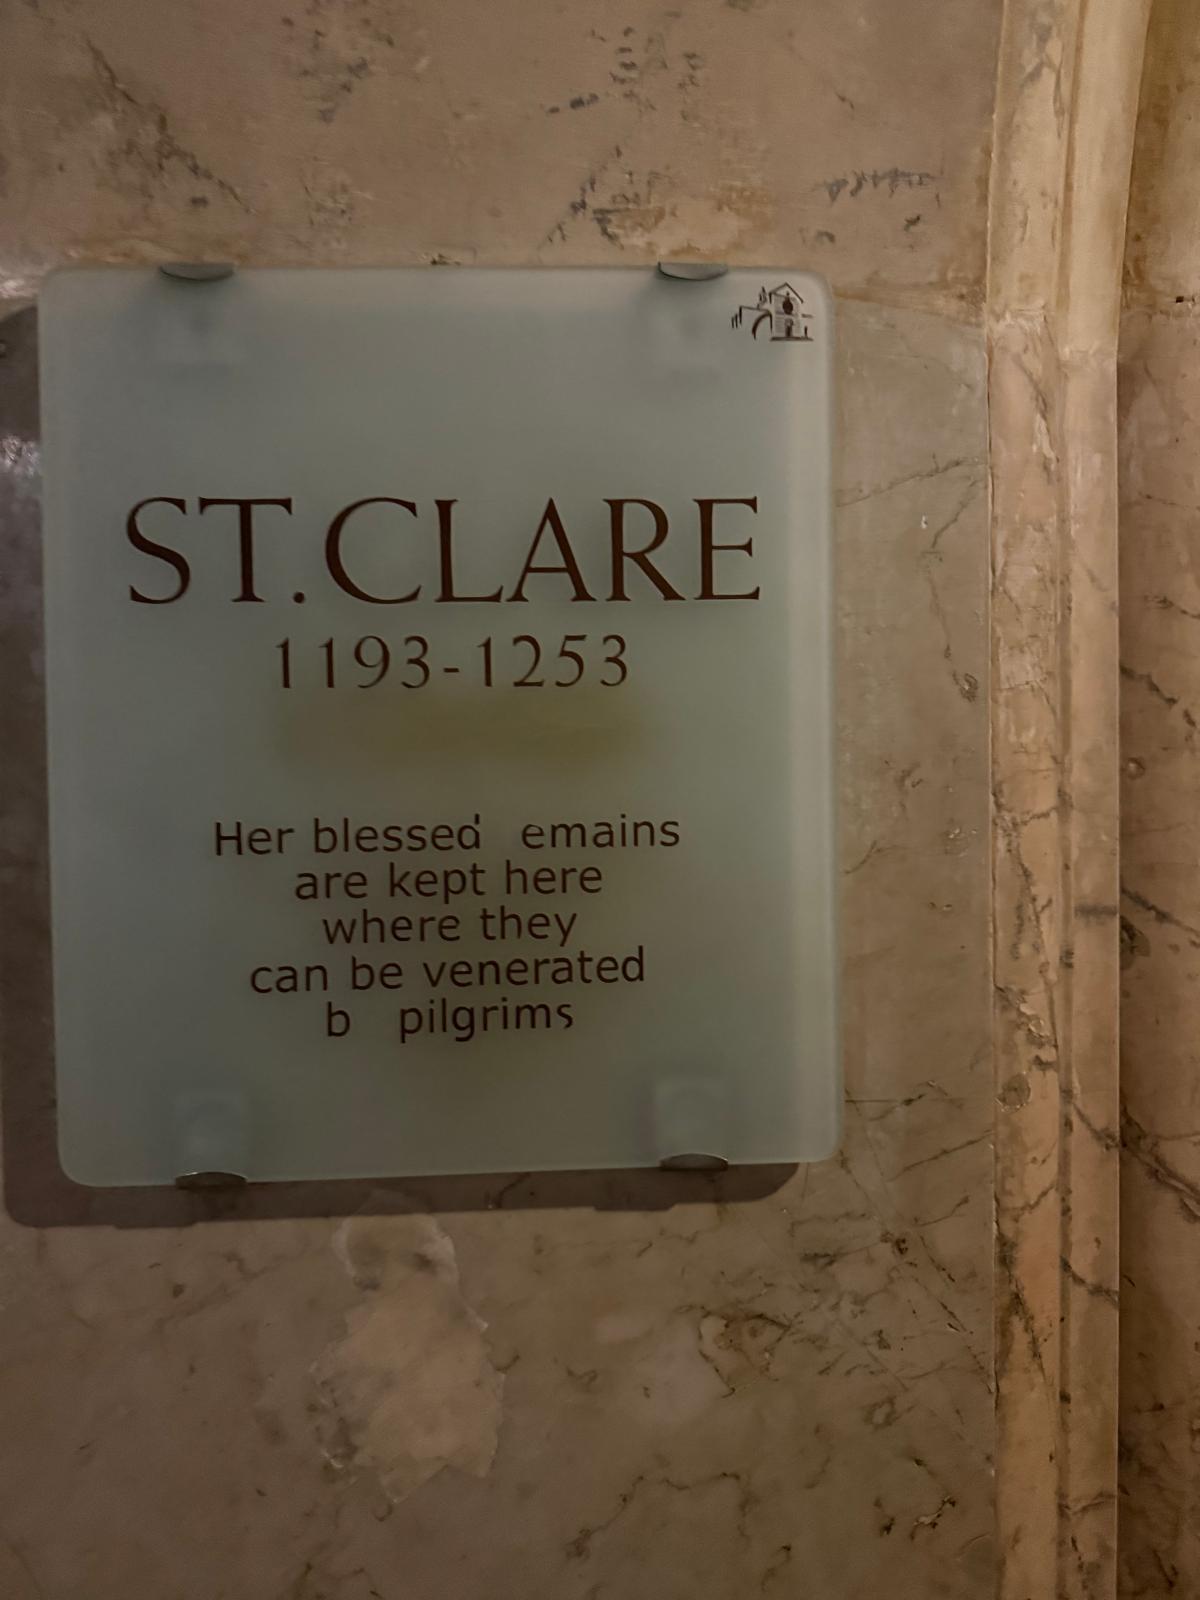 ST. CLARE
1193-1253
Her blessed emains
are kept here
where they
can be venerated
b pilgrims